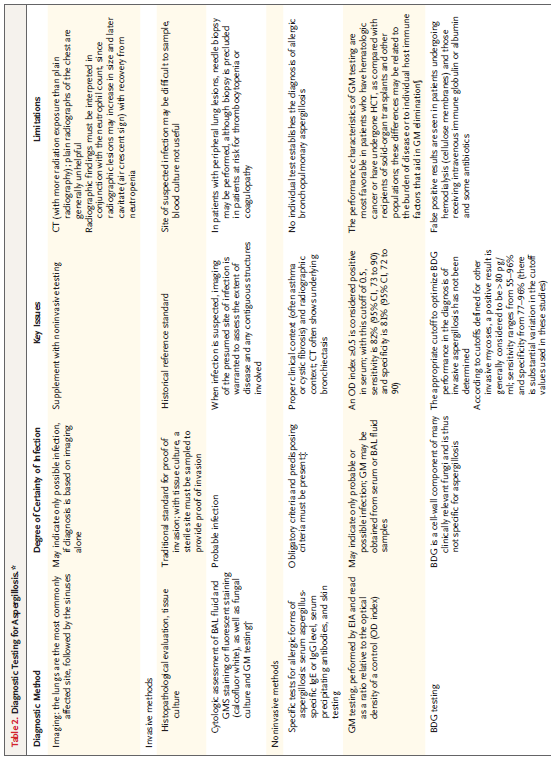 Table 2. Diagnostic Testing for Aspergillosis.*
Diagnostic Method
Degree of Certainty of Infection
Key Issues
Limitations
Imaging: the lungs are the most commonly
affected site, followed by the sinuses
May indicate only possible infection,
if diagnosis is based on imaging
alone
Supplement with noninvasive testing
CT (with more radiation exposure than plain
radiography); plain radiographs of the chest are
generally unhelpful
Radiographic findings must be interpreted in
conjunction with the neutrophil count, since
radiographic lesions may increase in size and later
cavitate (air crescent sign) with recovery from
neutropenia
Invasive methods
Histopathological evaluation, tissue
culture
Traditional standard for proof of
invasion; with tissue culture, a
sterile site must be sampled to
provide proof of invasion
Historical reference standard
Site of suspected infection may be difficult to sample,
blood culture not useful
Cytologic assessment of BAL fluid and
GMS staining or fluorescent staining
(calcofluor white), as well as fungal
culture and GM testing†
Probable infection
When infection is suspected, imaging
of the presumed site of infection is
warranted to assess the extent of
disease and any contiguous structures
involved
In patients with peripheral lung lesions, needle biopsy
may be performed, although biopsy is precluded
in patients at risk for thrombocytopenia or
coagulopathy
Noninvasive methods
Specific tests for allergic forms of
aspergillosis: serum aspergillus-
specific IgE or IgG level, serum
precipitating antibodies, and skin
testing
Obligatory criteria and predisposing
criteria must be present‡
Proper clinical context (often asthma
or cystic fibrosis) and radiographic
context; CT often shows underlying
bronchiectasis
No individual test establishes the diagnosis of allergic
bronchopulmonary aspergillosis
GM testing, performed by EIA and read
as a ratio relative to the optical
density of a control (OD index)
May indicate only probable or
possible infection; GM may be
obtained from serum or BAL fluid
samples
An OD index ≥0.5 is considered positive
in serum; with this cutoff of 0.5,
sensitivity is 82% (95% CI, 73 to 90)
and specificity is 81% (95% CI, 72 to
90)
The performance characteristics of GM testing are
most favorable in patients who have hematologic
cancer or have undergone HCT, as compared with
recipients of solid-organ transplants and other
populations; these differences may be related to
the burden of disease or to individual host immune
factors that aid in GM elimination)
BDG testing
BDG is a cell-wall component of many
clinically relevant fungi and is thus
not specific for aspergillosis
The appropriate cutoff to optimize BDG
performance in the diagnosis of
invasive aspergillosis has not been
determined
According to cutoffs defined for other
invasive mycoses, a positive result is
generally considered to be >80 pg/
ml; sensitivity ranges from 55–96%
and specificity from 77–96% (there
is substantial variation in the cutoff
values used in these studies)
False positive results are seen in patients undergoing
hemodialysis (cellulose membranes) and those
receiving intravenous immune globulin or albumin
and some antibiotics